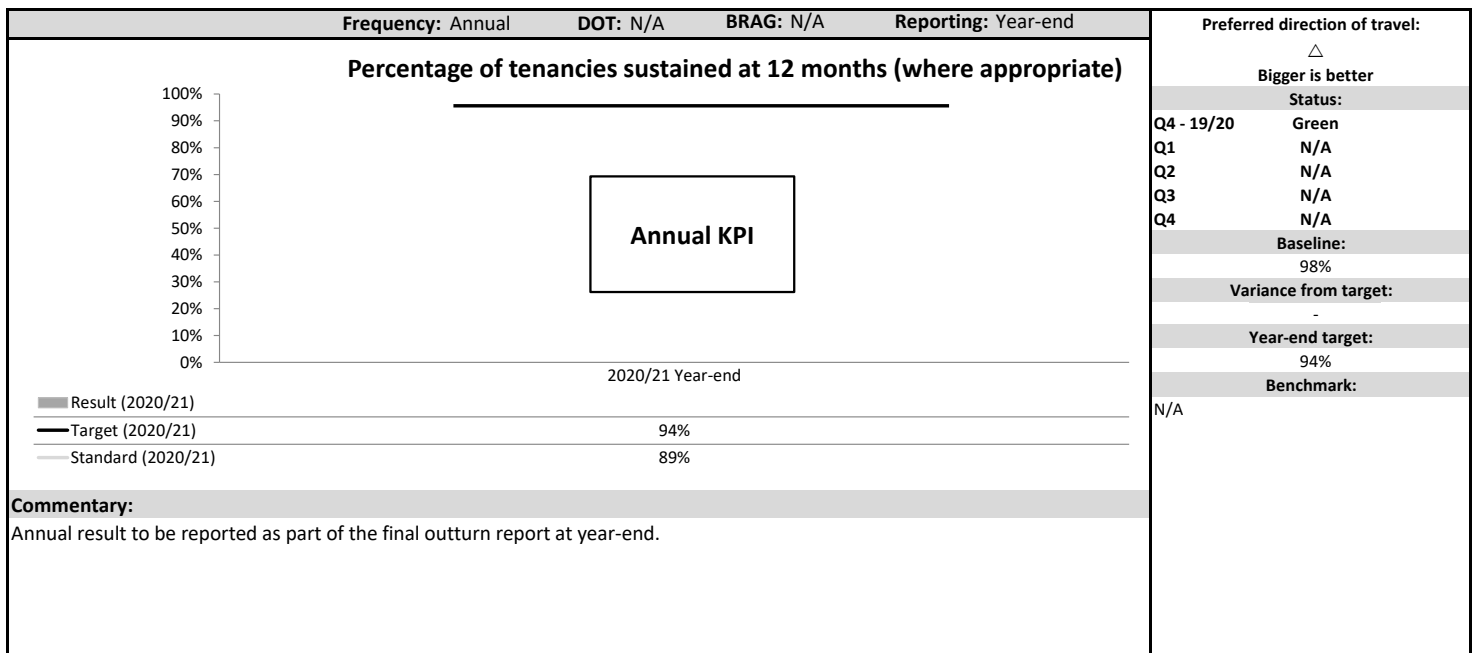 Frequency: Annual DOT: N/A BRAG: N/A Reporting: Year-end
Percentage of tenancies sustained at 12 months (where appropriate)
100%
90%
80%
70%
60%
50%
40%
30%
20%
10%
0%
Annual KPI
2020/21 Year-end
Result (2020/21)
Target (2020/21) 94%
Standard (2020/21) 89%
Commentary:
Annual result to be reported as part of the final outturn report at year-end.
Preferred direction of travel:
△
Bigger is better
Status:
Q4 - 19/20 Green
Q1 N/A
Q2 N/A
Q3 N/A
Q4 N/A
Baseline:
98%
Variance from target:
-
Year-end target:
94%
Benchmark:
N/A